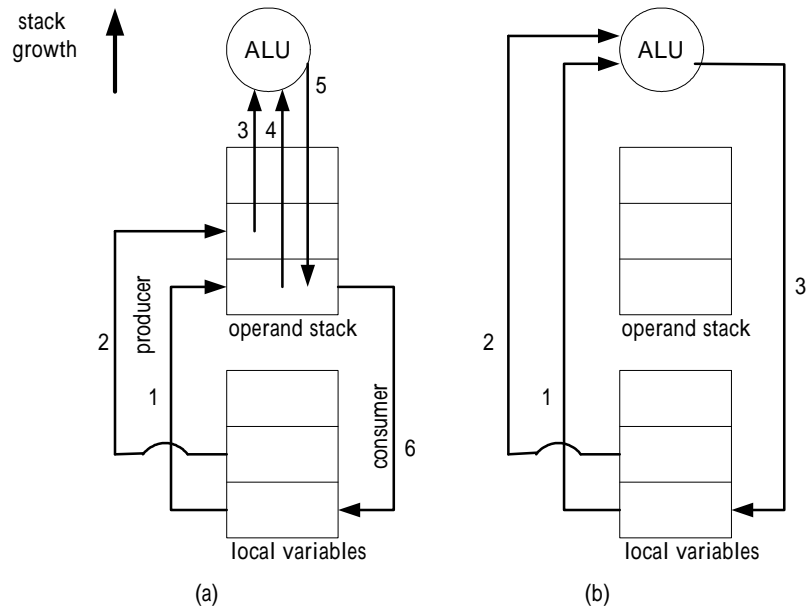 stack
growth
ALU
5
3
4
operand stack
producer
2
1
consumer
6
local variables
(a)
ALU
operand stack
3
2
1
local variables
(b)